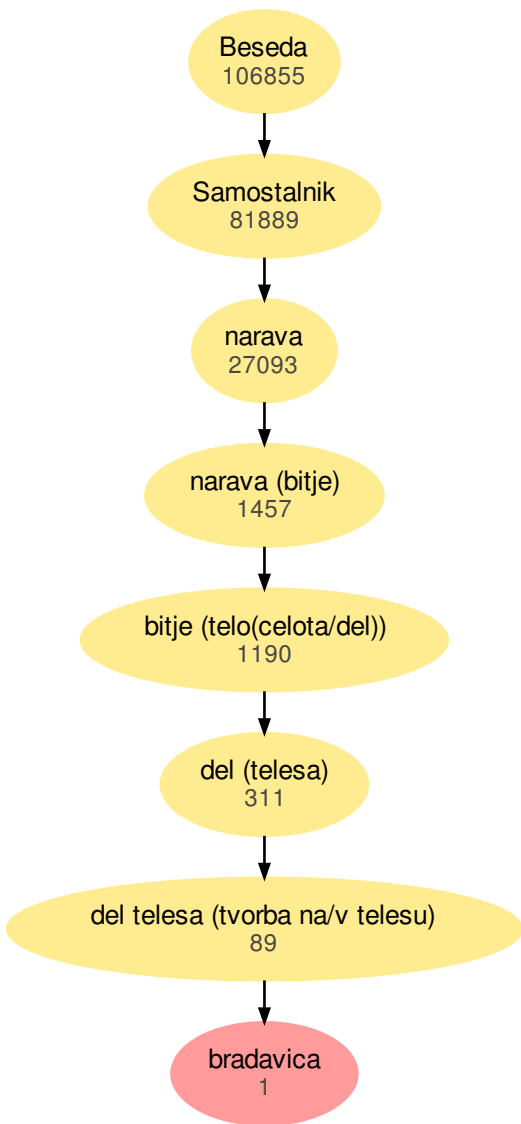 Beseda
106855
Samostalnik
81889
narava
27093
narava (bitje)
1457
bitje (telo(celota/del))
1190
del (telesa)
311
del telesa (tvorba na/v telesu)
89
bradavica
1